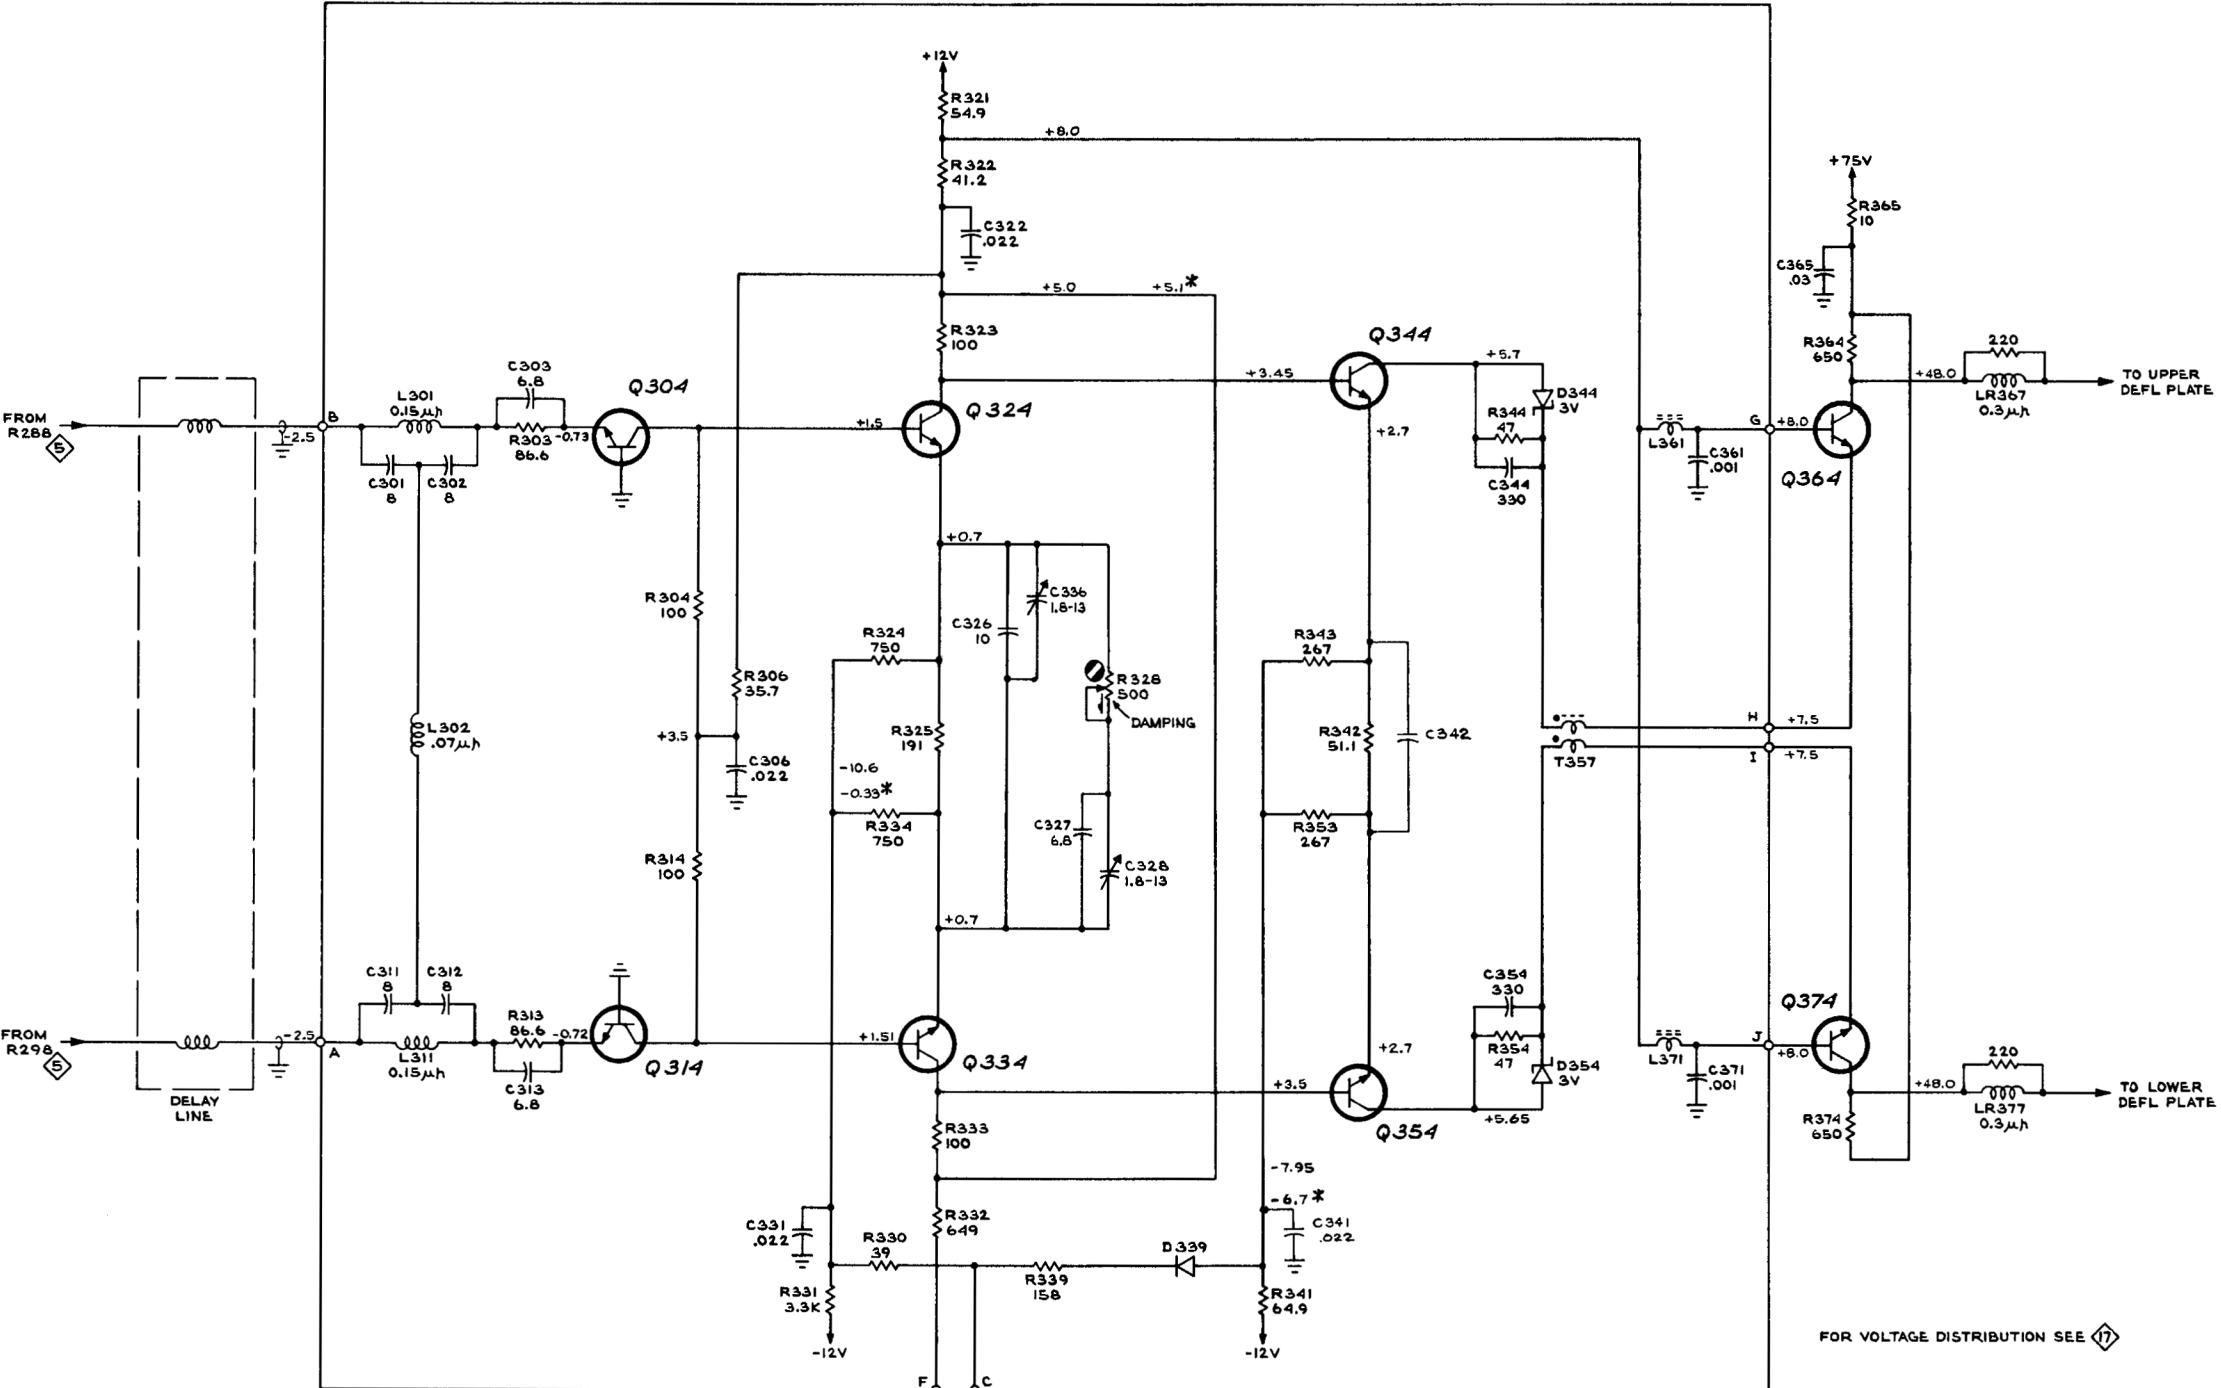 +12V
R321
54.9
+8.0
R322
41.2
+75V
R365
10
C322
.022
C365
.03
+5.0
+5.1*
R323
100
Q344
R364
650
220
+48.0
LR367
0.3μh
TO UPPER
DEFL PLATE
C303
6.8
Q304
+3.45
+5.7
D344
3V
FROM
R288
5
-2.5
B
L301
0.15μh
R303
86.6
-0.73
+1.5
Q324
R344
47
+2.7
C344
330
L361
G
+8.0
C361
.001
Q364
C301
8
C302
8
+0.7
R304
100
C336
1.8-13
C326
10
R324
750
R343
267
R306
35.7
R328
500
DAMPING
L302
.07μh
+3.5
R325
191
R342
51.1
C342
H
+7.5
T357
I
+7.5
C306
.022
-10.6
-0.33*
R334
750
C327
6.8
R353
267
R314
100
C328
1.8-13
+0.7
C311
8
C312
8
R313
86.6
-0.72
C354
330
Q374
FROM
R298
5
-2.5
A
L311
0.15μh
C313
6.8
Q314
+1.51
Q334
+2.7
R354
47
D354
3V
L371
J
+8.0
C371
.001
220
+48.0
LR377
0.3μh
TO LOWER
DEFL PLATE
DELAY
LINE
+3.5
R333
100
Q354
+5.65
R374
650
-7.95
-6.7*
C331
.022
R332
649
C341
.022
R330
39
D339
R339
158
R331
3.3K
R341
64.9
-12V
-12V
FOR VOLTAGE DISTRIBUTION SEE 17
F
C